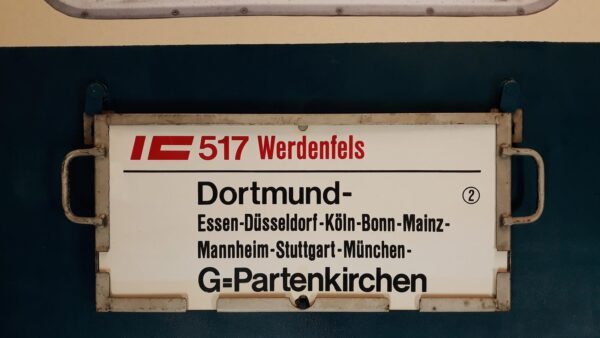 IC 517 Werdenfels
Dortmund-
Essen-Düsseldorf-Köln-Bonn-Mainz-
Mannheim-Stuttgart-München-
G=Partenkirchen
②